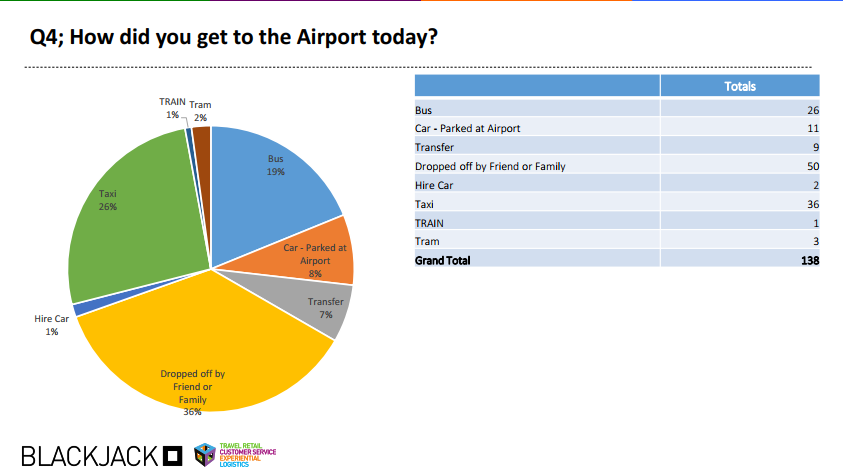 Q4; How did you get to the Airport today?
TRAIN
1%
Tram
2%
Bus
19%
Taxi
26%
Car - Parked at
Airport
8%
Transfer
7%
Hire Car
1%
Dropped off by
Friend or
Family
36%
Totals
Bus 26
Car - Parked at Airport 11
Transfer 9
Dropped off by Friend or Family 50
Hire Car 2
Taxi 36
TRAIN 1
Tram 3
Grand Total 138
BLACKJACK
TRAVEL RETAIL
CUSTOMER SERVICE
EXPERIENTIAL
LOGISTICS